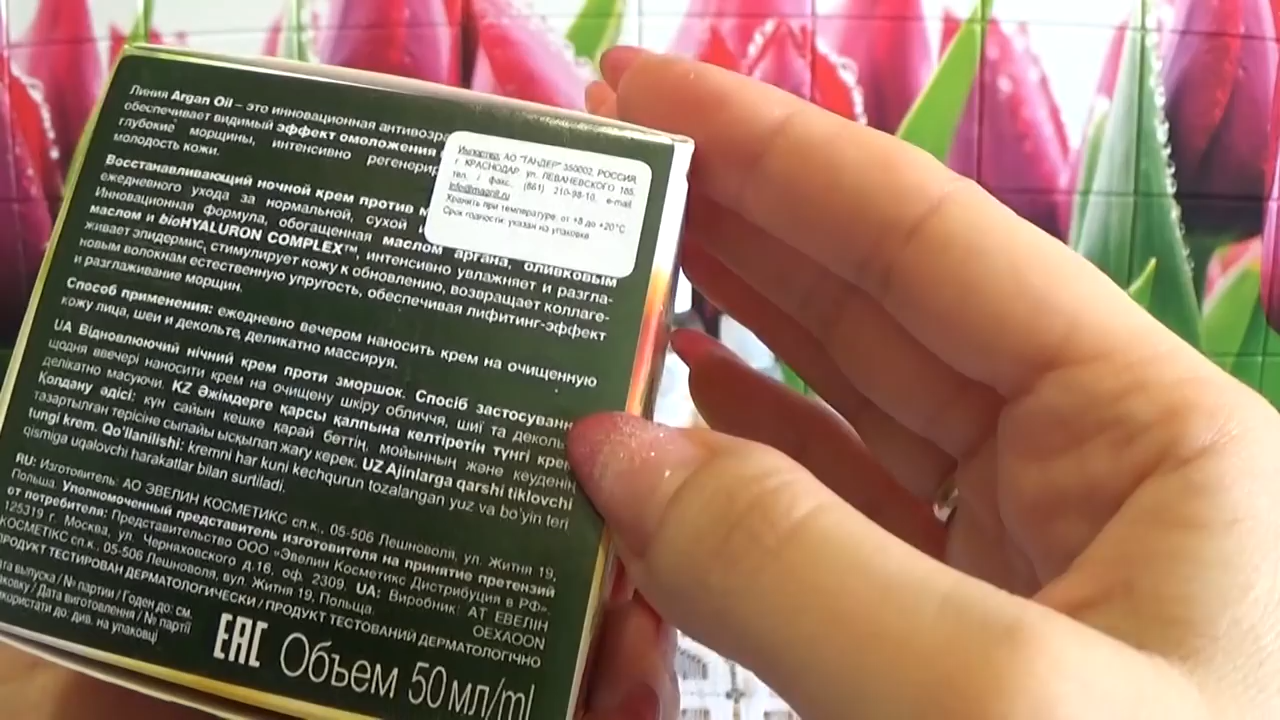 Линия Argan Oil – это инновационная антивозра
обеспечивает видимый эффект омоложения
глубокие морщины, интенсивно регенерир
молодость кожи.
Импортер: АО "ТАНДЕР" 350002, РОССИЯ,
г. КРАСНОДАР ул. ЛЕВАНЕВСКОГО 185,
тел. / факс. (861) 210-98-10, e-mail
info@magnit.ru
Хранить при температуре: от +8 до +20°C
Срок годности: указан на упаковке
Восстанавливающий ночной крем против
ежедневного ухода за нормальной, сухой
Инновационная формула, обогащенная маслом аргана, оливковым
маслом и bioHYALURON COMPLEX™, интенсивно увлажняет и разгла-
живает эпидермис, стимулирует кожу к обновлению, возвращает коллаге-
новым волокнам естественную упругость, обеспечивая лифтинг-эффект
и разглаживание морщин.
Способ применения: ежедневно вечером наносить крем на очищенную
кожу лица, шеи и декольте, деликатно массируя.
UA Відновлюючий нічний крем проти зморшок. Спосіб застосуванн
щодня ввечері наносити крем на очищену шкіру обличчя, шиї та деколь
делікатно масуючи. KZ Әжімдерге қарсы қалпына келтіретін түнгі крем
Қолдану әдісі: күн сайын кешке қарай беттің, мойынның және кеуденің
тазартылған терісіне сыпайы ысқылап жағу керек. UZ Ajinlarga qarshi tiklovchi
tungi krem. Qo'llanilishi: kremni har kuni kechqurun tozalangan yuz va bo'yin teri
qismiga uqalovchi harakatlar bilan surtiladi.
RU: Изготовитель: АО ЭВЕЛИН КОСМЕТИКС сп.к., 05-506 Лешноволя, ул. Житня 19,
Польша. Уполномоченный представитель изготовителя на принятие претензий
от потребителя: Представительство ООО «Эвелин Косметик Дистрибуция в РФ».
125319 г. Москва, ул. Черняховского д.16, оф. 2309. UA: Виробник: АТ ЕВЕЛІН
КОСМЕТІКС сп.к., 05-506 Лешноволя, вул. Житня 19, Польща. OEXAOON
ПРОДУКТ ТЕСТИРОВАН ДЕРМАТОЛОГИЧЕСКИ / ПРОДУКТ ТЕСТОВАНИЙ ДЕРМАТОЛОГІЧНО
ата выпуска / № партии / Годен до: см.
аковку / Дата виготовлення / № партії
икористати до: див. на упаковці
EAC Объем 50 мл/ml